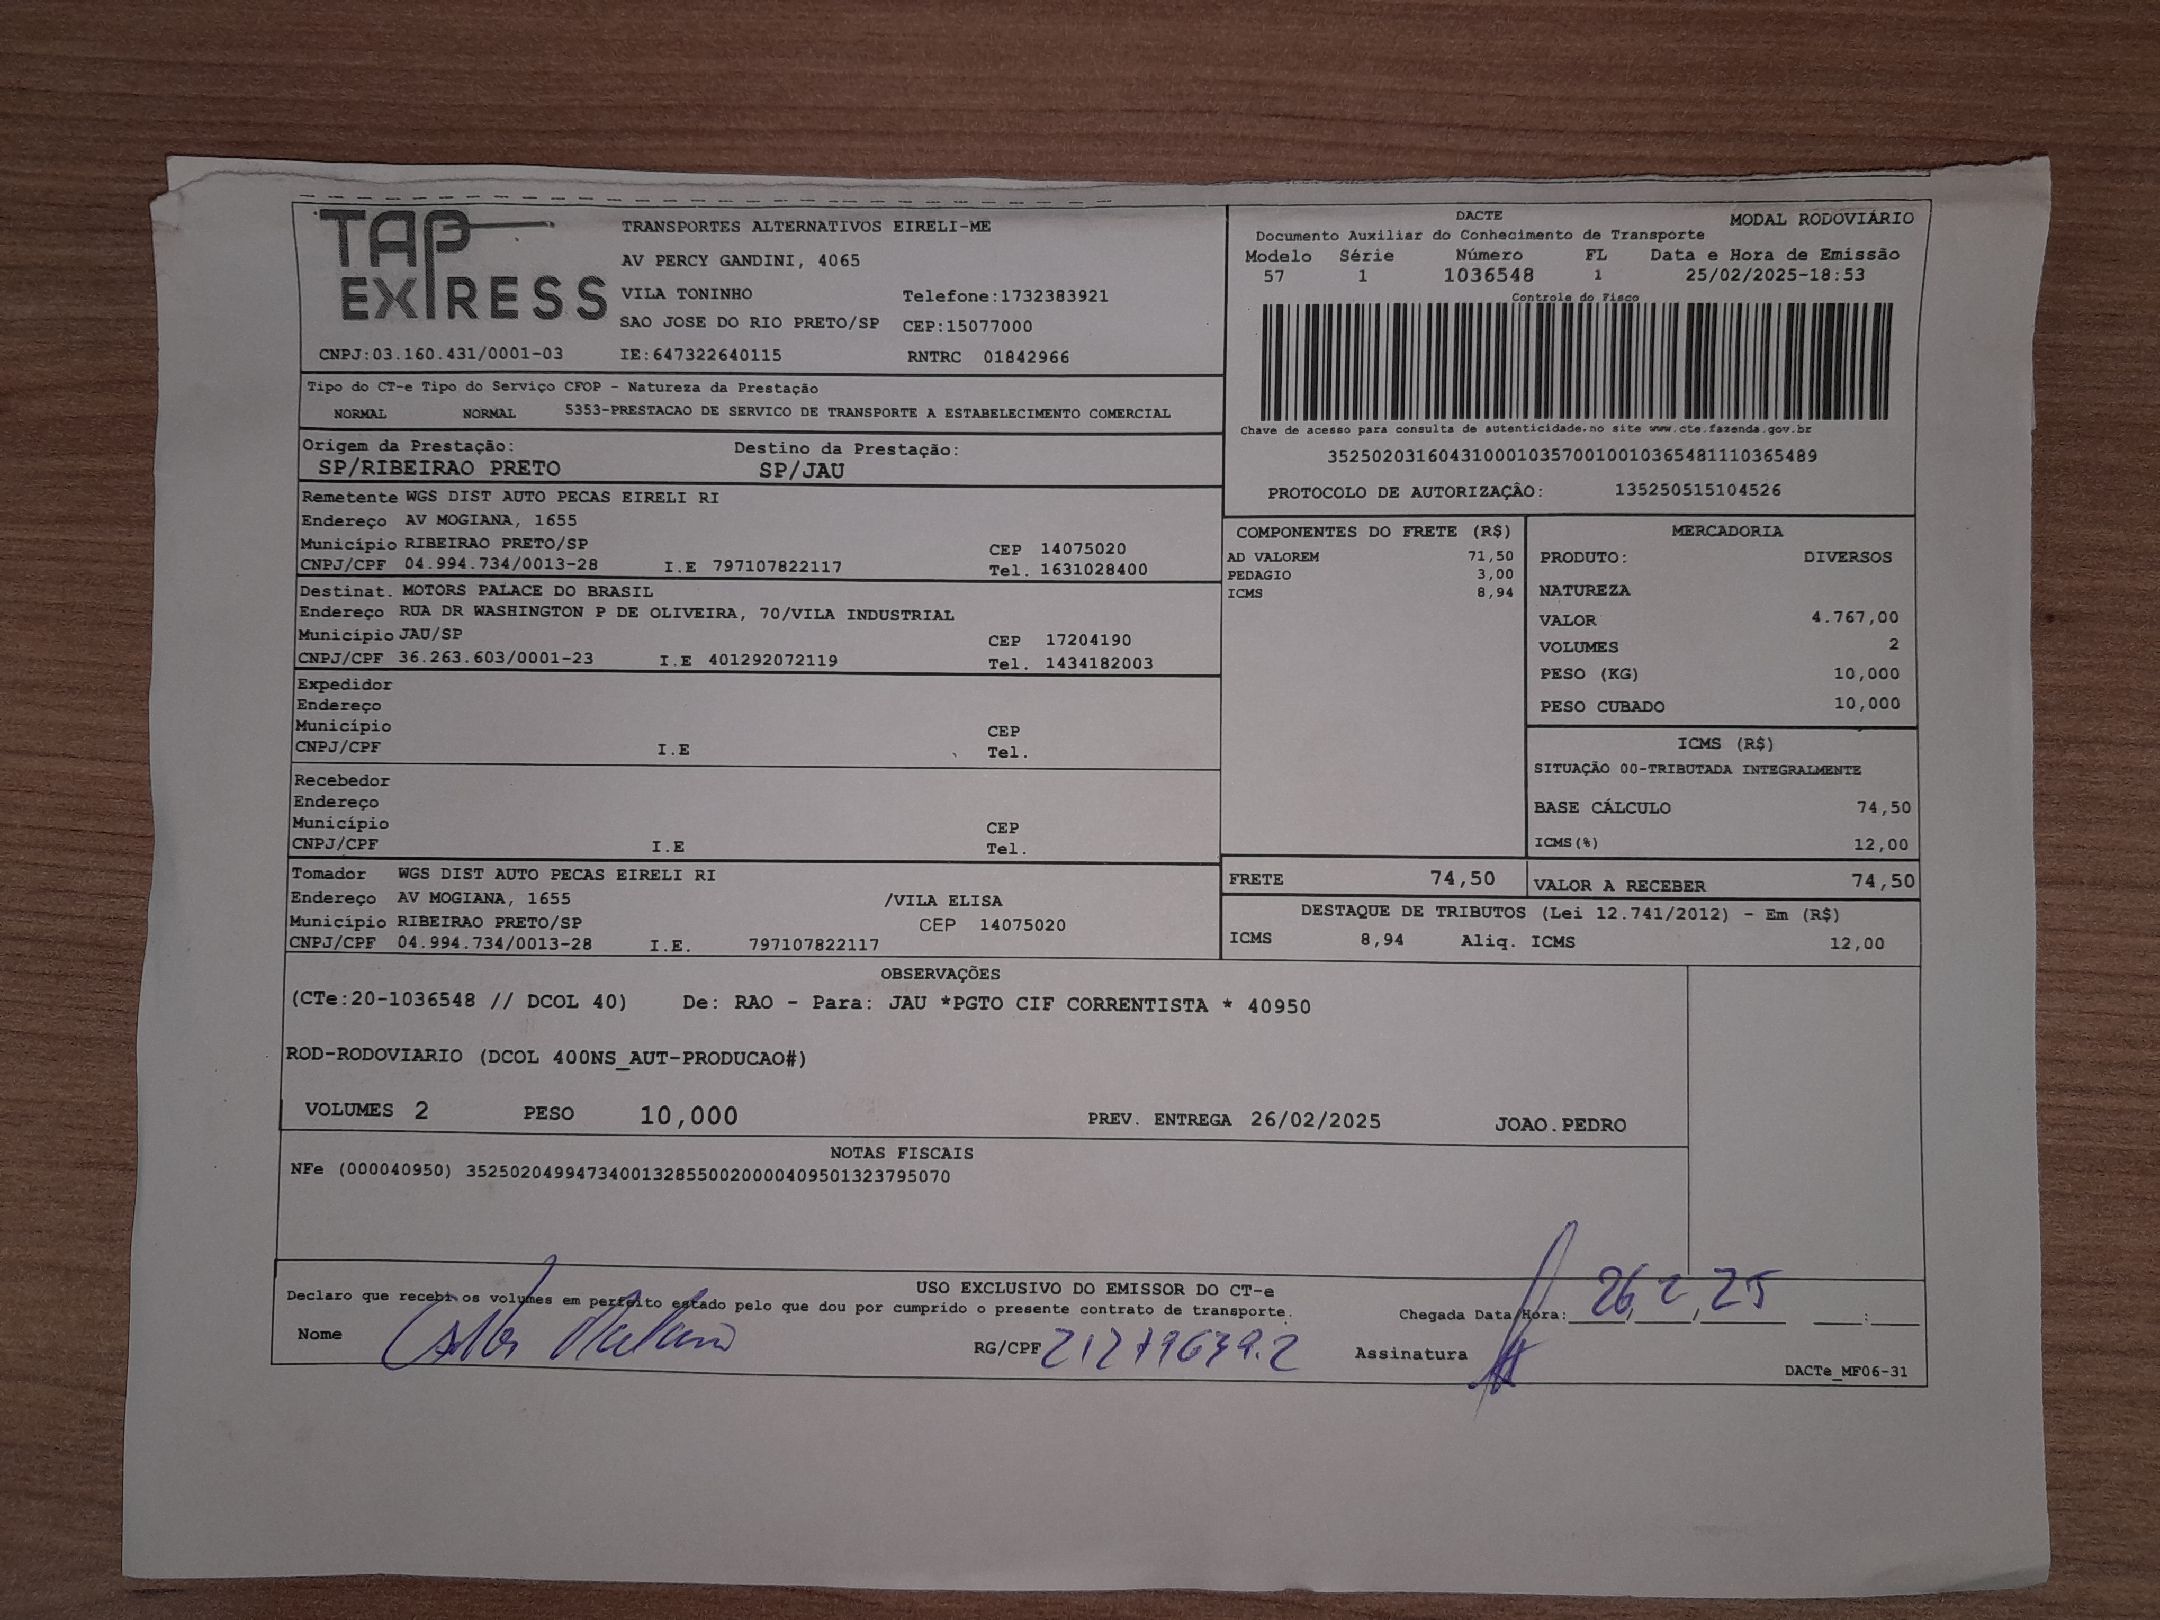 TAP EXPRESS
TRANSPORTES ALTERNATIVOS EIRELI-ME
AV PERCY GANDINI, 4065
VILA TONINHO Telefone:1732383921
SAO JOSE DO RIO PRETO/SP CEP:15077000
CNPJ:03.160.431/0001-03 IE:647322640115 RNTRC 01842966
DACTE MODAL RODOVIÁRIO
Documento Auxiliar do Conhecimento de Transporte
Modelo Série Número FL Data e Hora de Emissão
57 1 1036548 1 25/02/2025-18:53
Controle do Fisco
Chave de acesso para consulta de autenticidade.no site www.cte.fazenda.gov.br
35250203160431000103570010010365481110365489
PROTOCOLO DE AUTORIZAÇÃO: 135250515104526
Tipo do CT-e Tipo do Serviço CFOP - Natureza da Prestação
NORMAL NORMAL 5353-PRESTACAO DE SERVICO DE TRANSPORTE A ESTABELECIMENTO COMERCIAL
Origem da Prestação: Destino da Prestação:
SP/RIBEIRAO PRETO SP/JAU
Remetente WGS DIST AUTO PECAS EIRELI RI
Endereço AV MOGIANA, 1655
Município RIBEIRAO PRETO/SP CEP 14075020
CNPJ/CPF 04.994.734/0013-28 I.E 797107822117 Tel. 1631028400
Destinat. MOTORS PALACE DO BRASIL
Endereço RUA DR WASHINGTON P DE OLIVEIRA, 70/VILA INDUSTRIAL
Município JAU/SP CEP 17204190
CNPJ/CPF 36.263.603/0001-23 I.E 401292072119 Tel. 1434182003
Expedidor
Endereço
Município CEP
CNPJ/CPF I.E Tel.
Recebedor
Endereço
Município CEP
CNPJ/CPF I.E Tel.
Tomador WGS DIST AUTO PECAS EIRELI RI
Endereço AV MOGIANA, 1655 /VILA ELISA
Município RIBEIRAO PRETO/SP CEP 14075020
CNPJ/CPF 04.994.734/0013-28 I.E. 797107822117
COMPONENTES DO FRETE (R$)
AD VALOREM 71,50
PEDAGIO 3,00
ICMS 8,94
MERCADORIA
PRODUTO: DIVERSOS
NATUREZA
VALOR 4.767,00
VOLUMES 2
PESO (KG) 10,000
PESO CUBADO 10,000
ICMS (R$)
SITUAÇÃO 00-TRIBUTADA INTEGRALMENTE
BASE CÁLCULO 74,50
ICMS(%) 12,00
FRETE 74,50 VALOR A RECEBER 74,50
DESTAQUE DE TRIBUTOS (Lei 12.741/2012) - Em (R$)
ICMS 8,94 Aliq. ICMS 12,00
OBSERVAÇÕES
(CTe:20-1036548 // DCOL 40) De: RAO - Para: JAU *PGTO CIF CORRENTISTA * 40950
ROD-RODOVIARIO (DCOL 400NS_AUT-PRODUCAO#)
VOLUMES 2 PESO 10,000 PREV. ENTREGA 26/02/2025 JOAO.PEDRO
NOTAS FISCAIS
NFe (000040950) 35250204994734001328550020000409501323795070
USO EXCLUSIVO DO EMISSOR DO CT-e
Declaro que recebi os volumes em perfeito estado pelo que dou por cumprido o presente contrato de transporte.
Chegada Data/Hora: 26, 2, 25 :
Nome RG/CPF Assinatura
DACTe_MF06-31